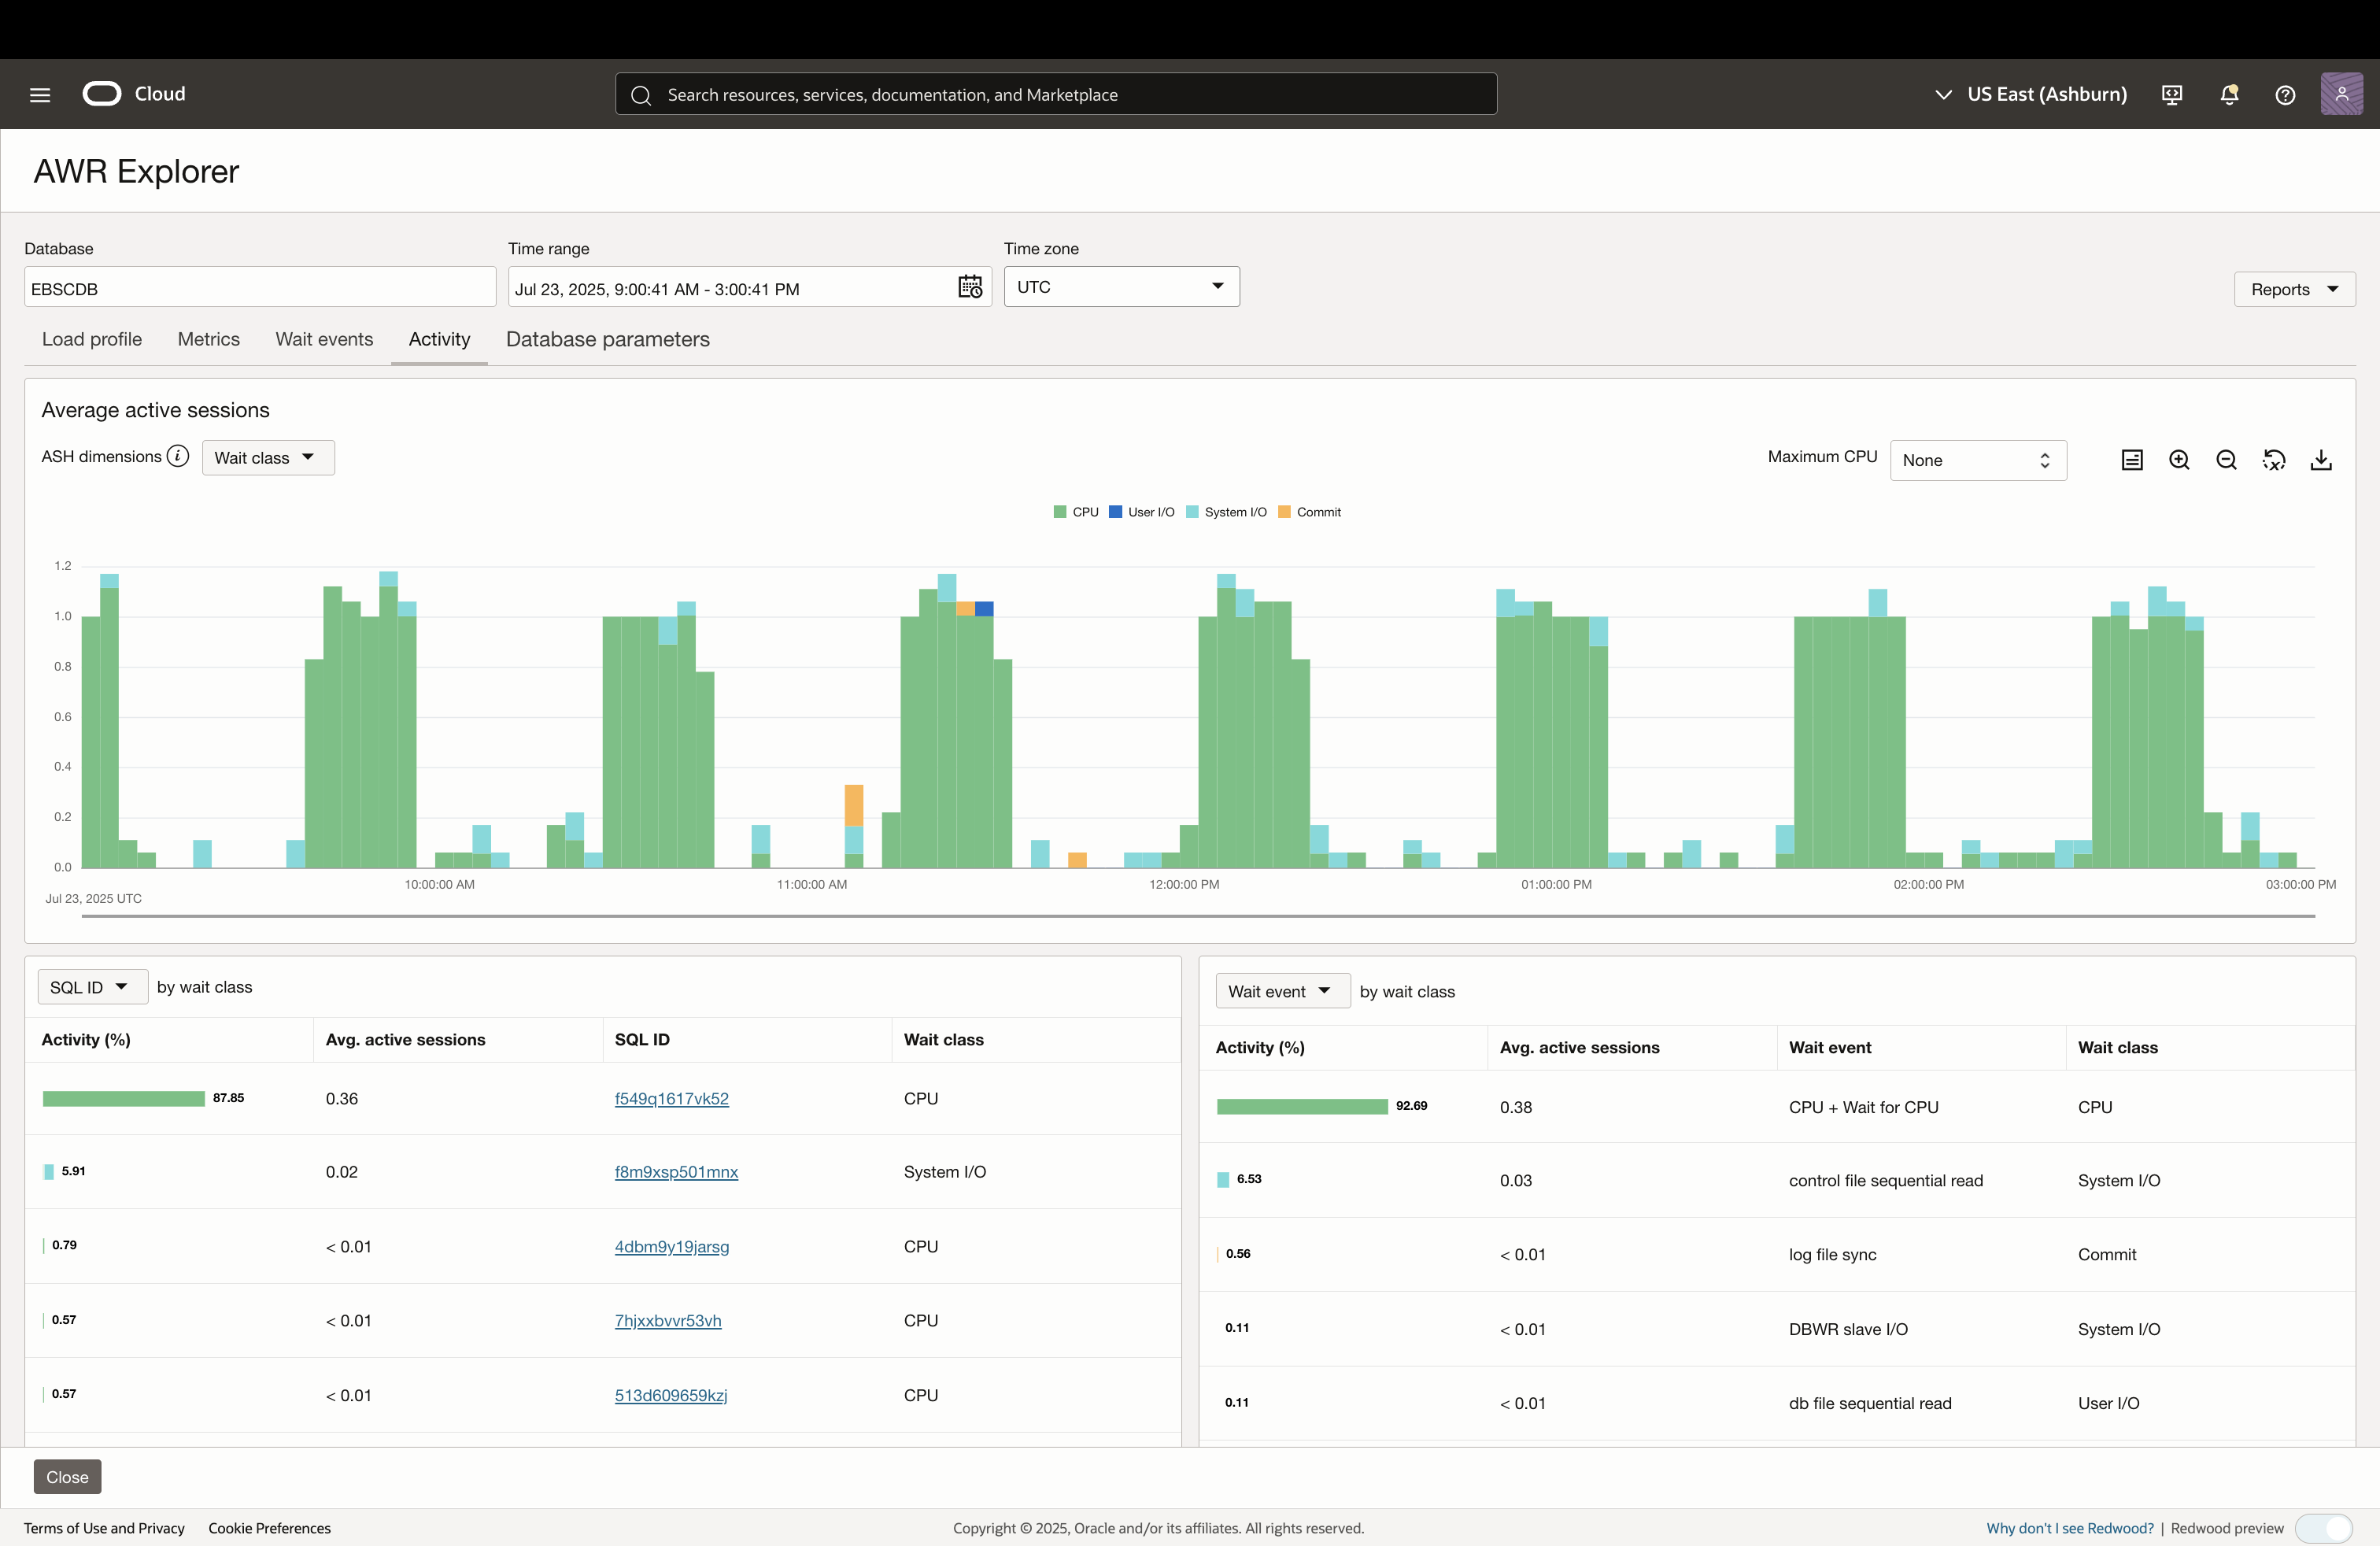 Cloud
Search resources, services, documentation, and Marketplace
US East (Ashburn)
AWR Explorer
Database
Time range
Time zone
EBSCDB
Jul 23, 2025, 9:00:41 AM - 3:00:41 PM
UTC
Reports
Load profile
Metrics
Wait events
Activity
Database parameters
Average active sessions
ASH dimensions
Wait class
Maximum CPU
None
CPU
User I/O
System I/O
Commit
1.2
1.0
0.8
0.6
0.4
0.2
0.0
10:00:00 AM
11:00:00 AM
12:00:00 PM
01:00:00 PM
02:00:00 PM
03:00:00 PM
Jul 23, 2025 UTC
SQL ID by wait class
Activity (%) Avg. active sessions SQL ID Wait class
87.85 0.36 f549q1617vk52 CPU
5.91 0.02 f8m9xsp501mnx System I/O
0.79 < 0.01 4dbm9y19jarsg CPU
0.57 < 0.01 7hjxxbvvr53vh CPU
0.57 < 0.01 513d609659kzj CPU
Wait event by wait class
Activity (%) Avg. active sessions Wait event Wait class
92.69 0.38 CPU + Wait for CPU CPU
6.53 0.03 control file sequential read System I/O
0.56 < 0.01 log file sync Commit
0.11 < 0.01 DBWR slave I/O System I/O
0.11 < 0.01 db file sequential read User I/O
Close
Terms of Use and Privacy
Cookie Preferences
Copyright © 2025, Oracle and/or its affiliates. All rights reserved.
Why don't I see Redwood? | Redwood preview